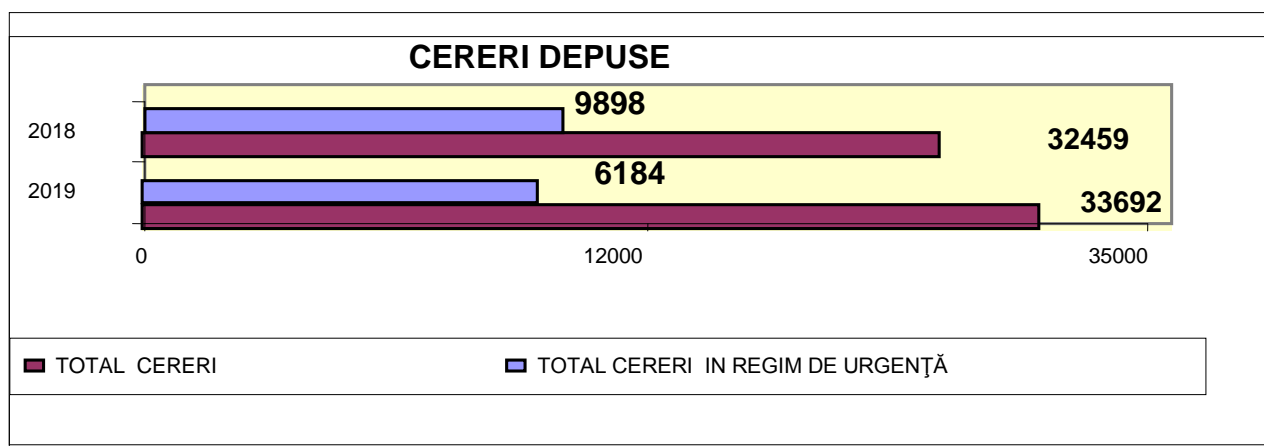 CERERI DEPUSE
9898
2018
32459
6184
2019
33692
0 12000 35000
TOTAL CERERI TOTAL CERERI IN REGIM DE URGENŢĂ